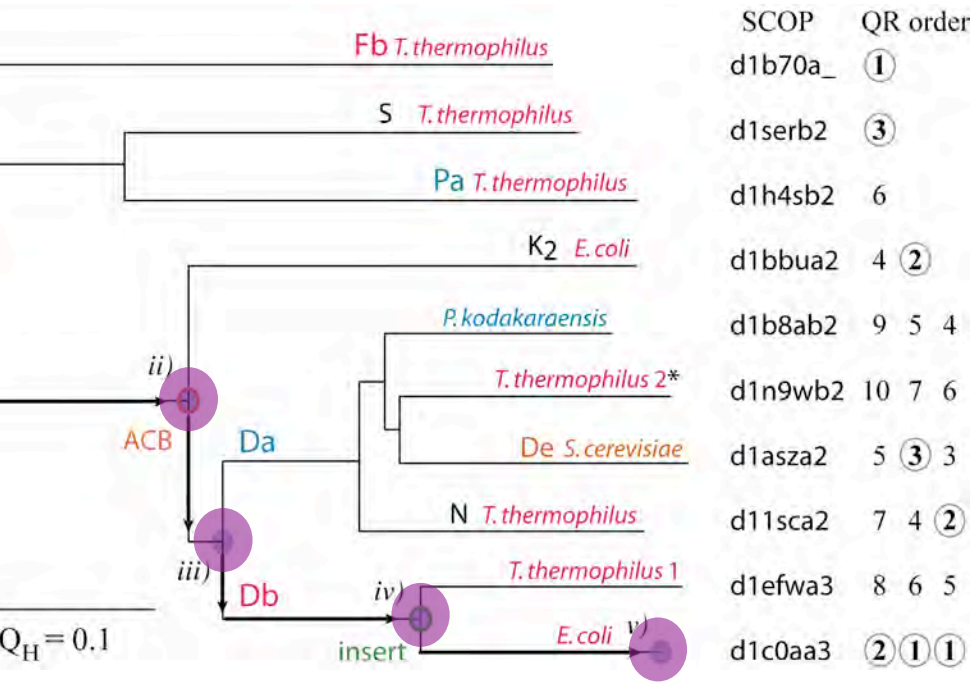 SCOP QR order
Fb T.thermophilus d1b70a_ 1
S T.thermophilus d1serb2 3
Pa T.thermophilus d1h4sb2 6
K2 E.coli d1bbua2 4 2
P.kodakaraensis d1b8ab2 9 5 4
ii)
T.thermophilus 2* d1n9wb2 10 7 6
ACB Da De S.cerevisiae d1asza2 5 3 3
N T.thermophilus d11sca2 7 4 2
iii)
T.thermophilus 1 d1efwa3 8 6 5
Db iv)
QH = 0.1 insert E.coli v) d1c0aa3 2 1 1